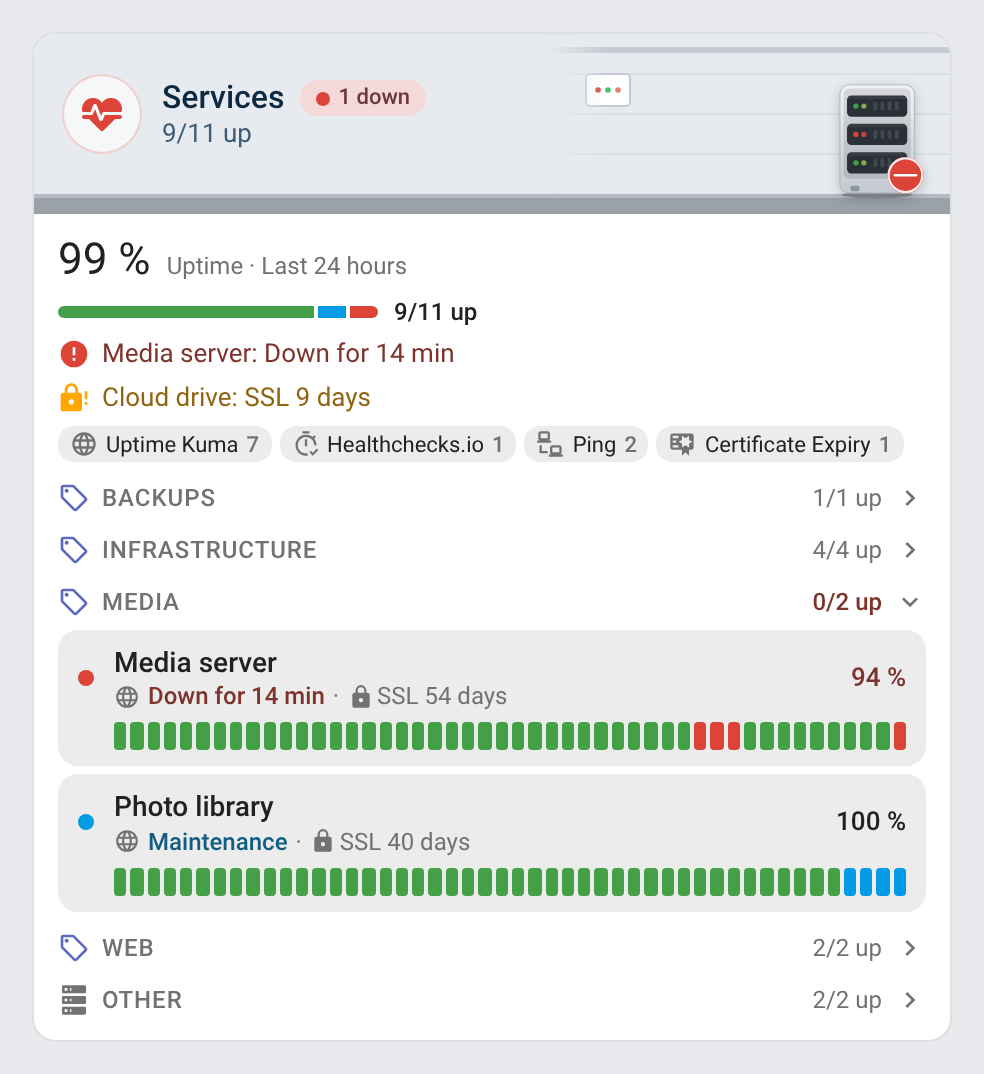 Services
1 down
9/11 up
99 % Uptime · Last 24 hours
9/11 up
Media server: Down for 14 min
Cloud drive: SSL 9 days
Uptime Kuma 7 Healthchecks.io 1 Ping 2 Certificate Expiry 1
BACKUPS 1/1 up
INFRASTRUCTURE 4/4 up
MEDIA 0/2 up
Media server
94 %
Down for 14 min · SSL 54 days
Photo library
100 %
Maintenance · SSL 40 days
WEB 2/2 up
OTHER 2/2 up